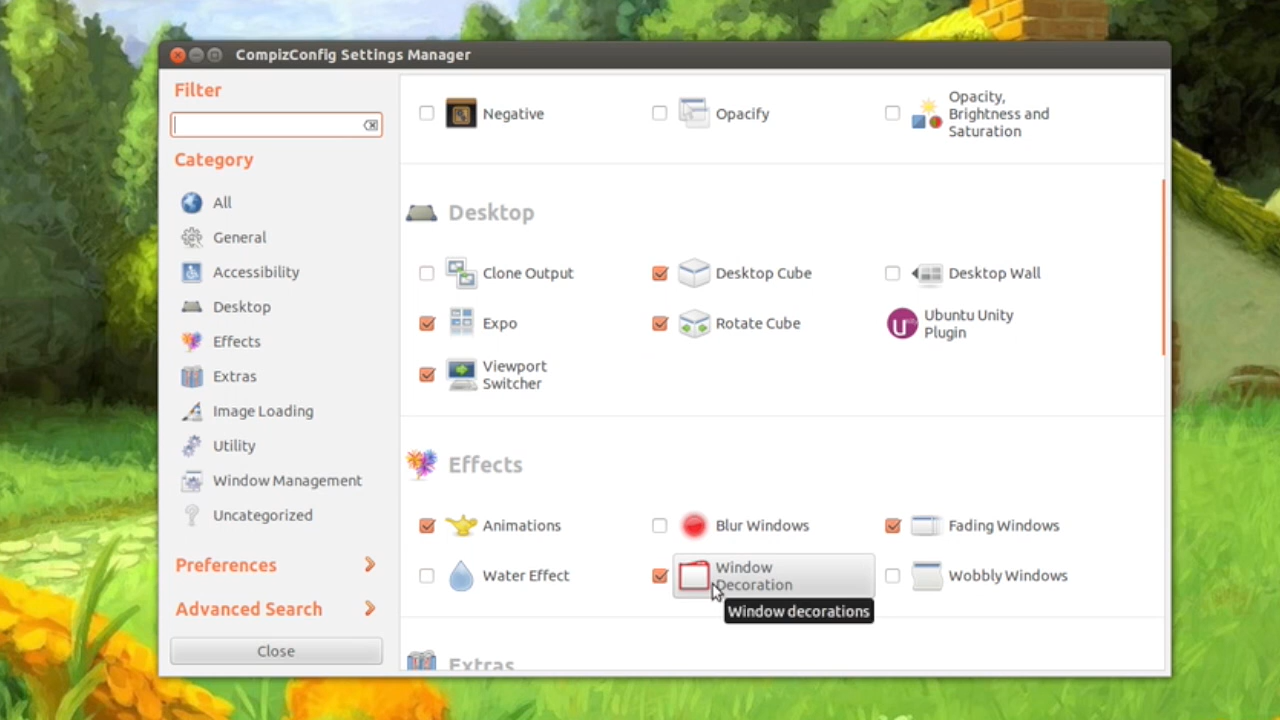 CompizConfig Settings Manager
Filter
Category
All
General
Accessibility
Desktop
Effects
Extras
Image Loading
Utility
Window Management
Uncategorized
Preferences
Advanced Search
Close
Negative
Opacify
Opacity,
Brightness and
Saturation
Desktop
Clone Output
Desktop Cube
Desktop Wall
Expo
Rotate Cube
Ubuntu Unity
Plugin
Viewport
Switcher
Effects
Animations
Blur Windows
Fading Windows
Water Effect
Window
Decoration
Wobbly Windows
Window decorations
Extras